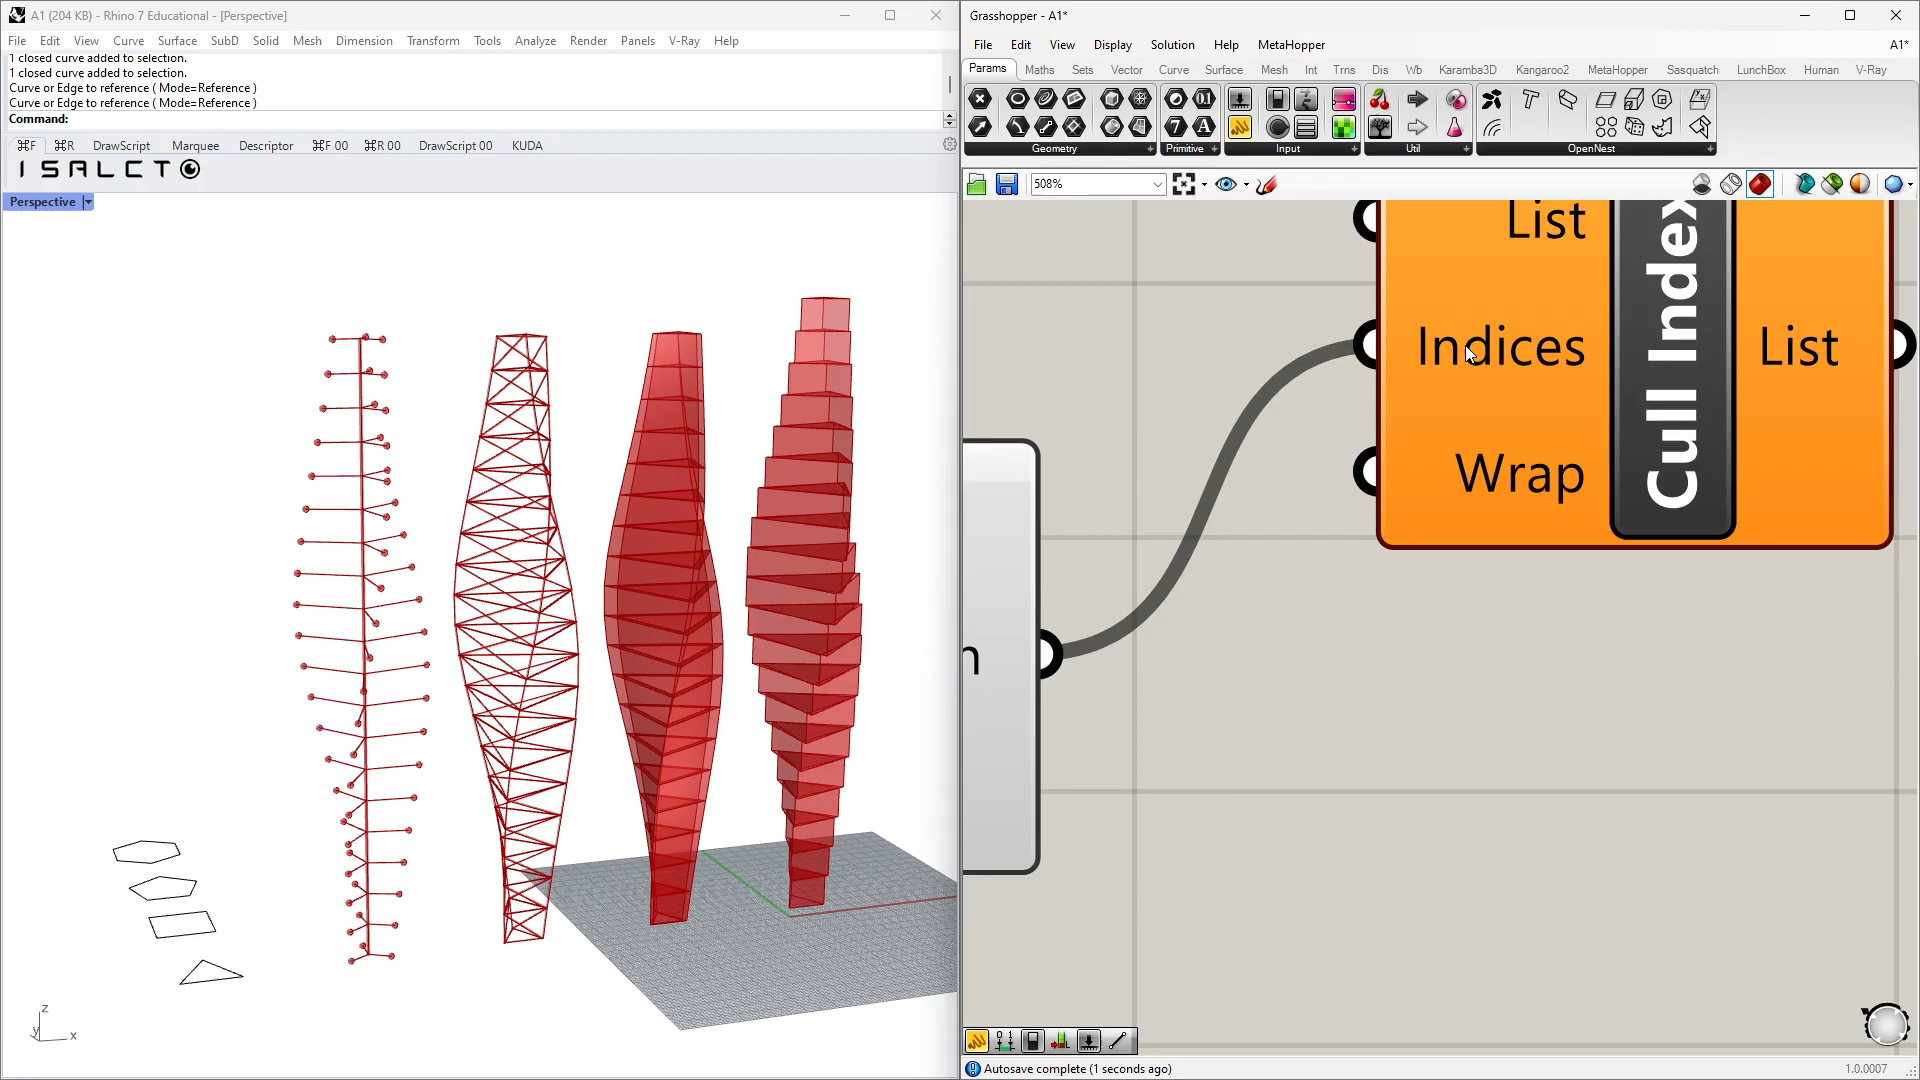 A1 (204 KB) - Rhino 7 Educational - [Perspective]
File Edit View Curve Surface SubD Solid Mesh Dimension Transform Tools Analyze Render Panels V-Ray Help
1 closed curve added to selection.
1 closed curve added to selection.
Curve or Edge to reference ( Mode=Reference )
Curve or Edge to reference ( Mode=Reference )
Command:
⌘F ⌘R DrawScript Marquee Descriptor ⌘F 00 ⌘R 00 DrawScript 00 KUDA
I S A L C T
Perspective
z
y
x
Grasshopper - A1*
File Edit View Display Solution Help MetaHopper A1*
Params Maths Sets Vector Curve Surface Mesh Int Trns Dis Wb Karamba3D Kangaroo2 MetaHopper Sasquatch LunchBox Human V-Ray
Geometry Primitive Input Util OpenNest
508%
List
Indices
Wrap
Cull Index
List
n
Autosave complete (1 seconds ago)
1.0.0007